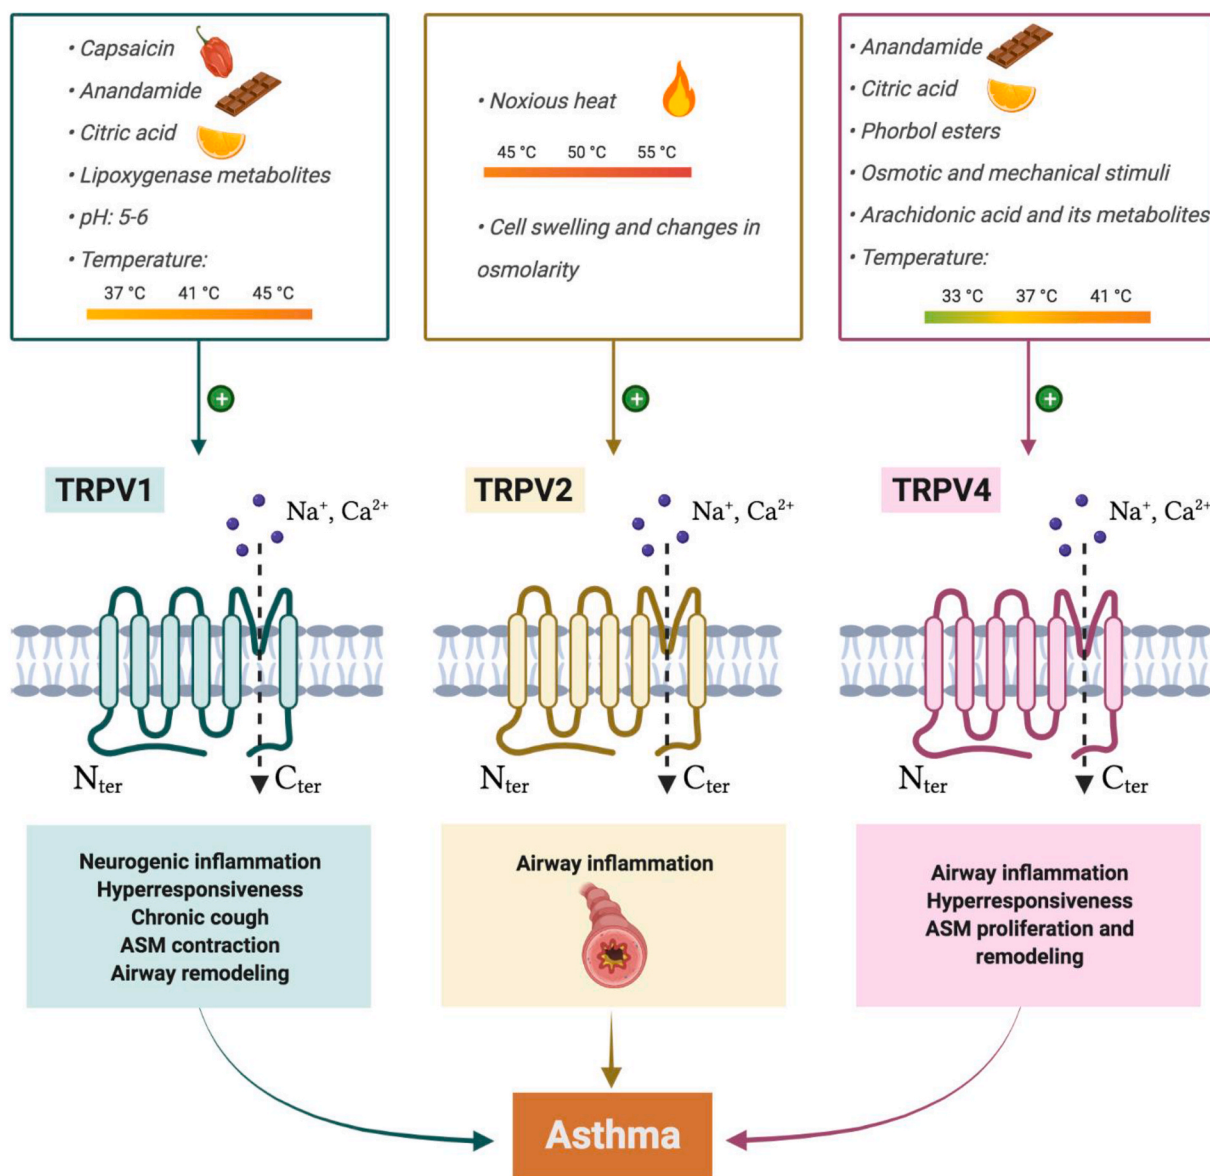 • Capsaicin
• Anandamide
• Citric acid
• Lipoxygenase metabolites
• pH: 5-6
• Temperature:
37 °C 41 °C 45 °C
• Noxious heat
45 °C 50 °C 55 °C
• Cell swelling and changes in
osmolarity
• Anandamide
• Citric acid
• Phorbol esters
• Osmotic and mechanical stimuli
• Arachidonic acid and its metabolites
• Temperature:
33 °C 37 °C 41 °C
+
+
+
TRPV1
Na⁺, Ca²⁺
TRPV2
Na⁺, Ca²⁺
TRPV4
Na⁺, Ca²⁺
Nter Cter
Nter Cter
Nter Cter
Neurogenic inflammation
Hyperresponsiveness
Chronic cough
ASM contraction
Airway remodeling
Airway inflammation
Airway inflammation
Hyperresponsiveness
ASM proliferation and
remodeling
Asthma